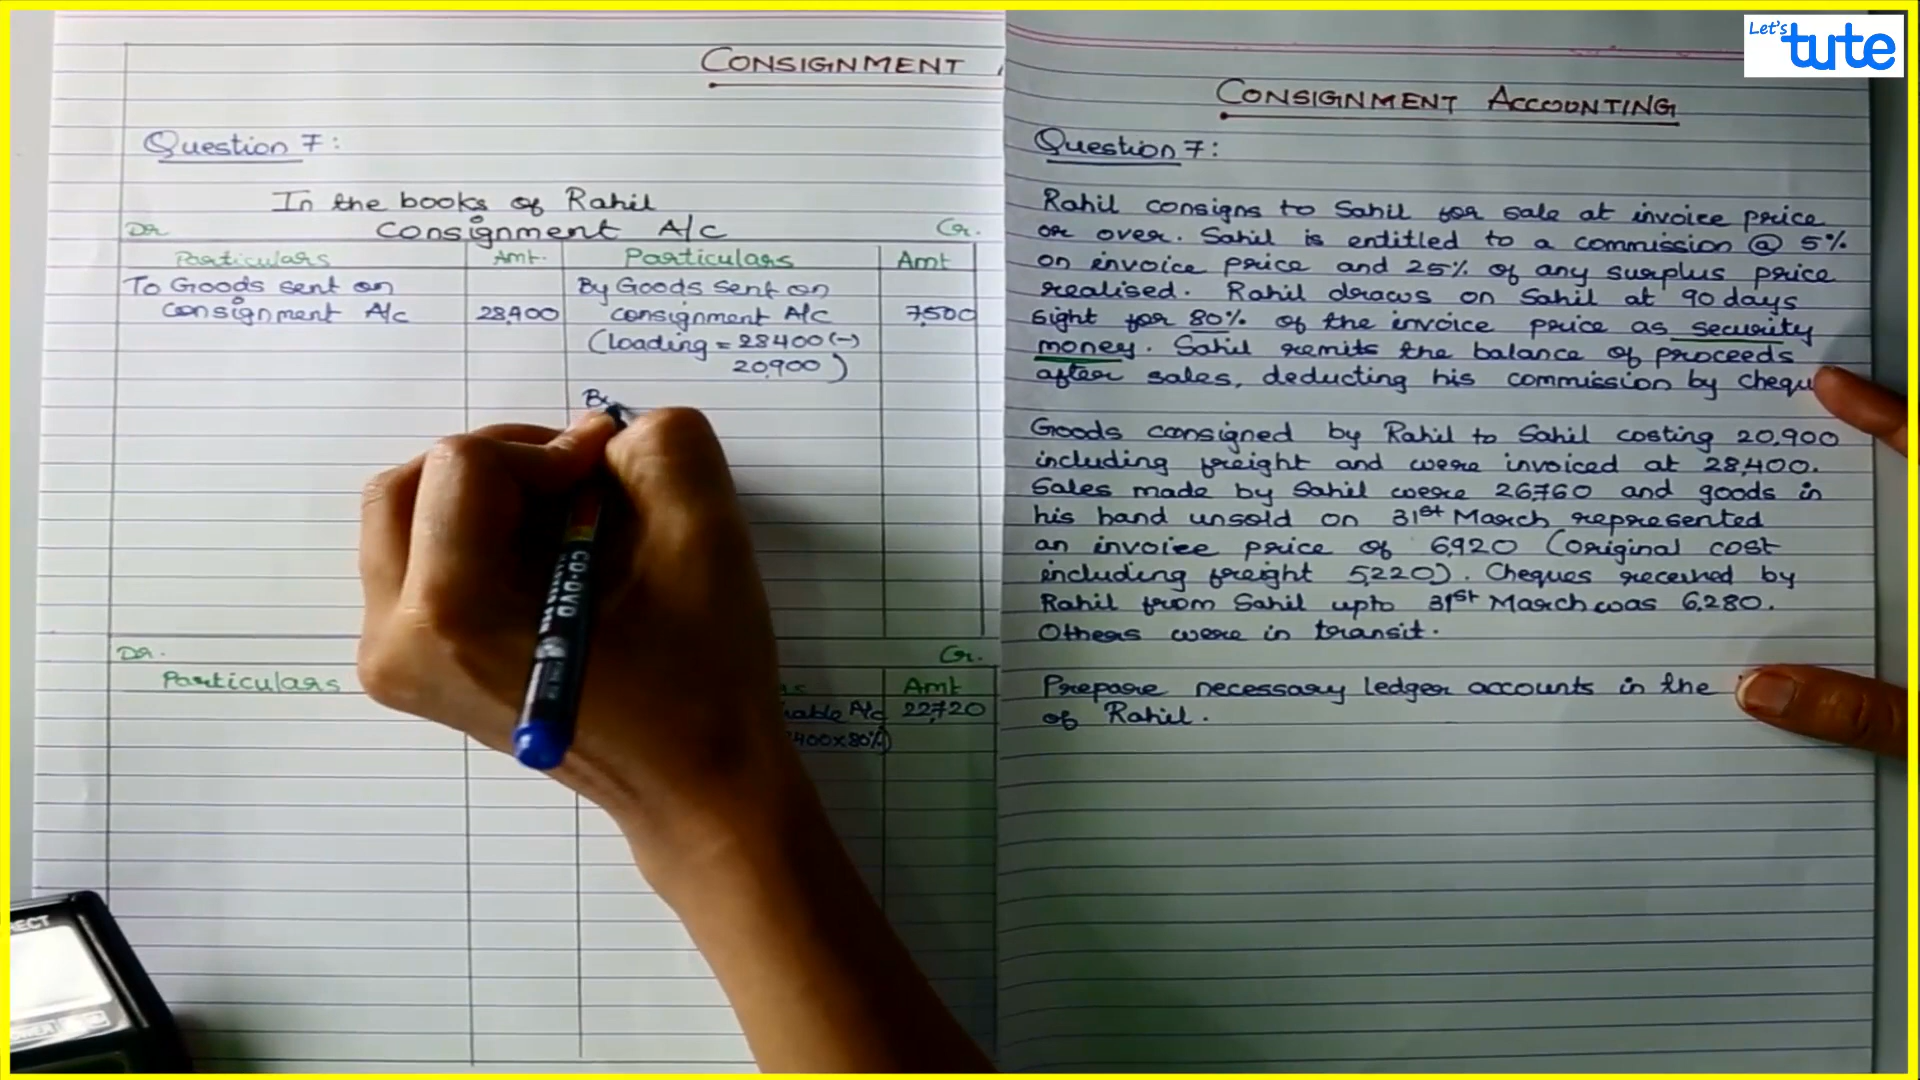 Let's tute
CONSIGNMENT
Question 7:
In the books of Rahil
Consignment A/c
Dr Cr.
Particulars Amt. Particulars Amt
To Goods sent on By Goods sent on
consignment A/c 28,400 consignment A/c 7,500
(loading = 28400 (-)
20,900)
By
Dr. Cr.
Particulars Amt
22,720
400x80%)
CONSIGNMENT ACCOUNTING
Question 7:
Rahil consigns to Sahil for sale at invoice price
or over. Sahil is entitled to a commission @ 5%
on invoice price and 25% of any surplus price
realised. Rahil draws on Sahil at 90 days
sight for 80% of the invoice price as security
money. Sahil remits the balance of proceeds
after sales, deducting his commission by chequ
Goods consigned by Rahil to Sahil costing 20,900
including freight and were invoiced at 28,400.
Sales made by Sahil were 26,760 and goods in
his hand unsold on 31st March represented
an invoice price of 6,920 (original cost
including freight 5,220). Cheques received by
Rahil from Sahil upto 31st March was 6,280.
Others were in transit.
Prepare necessary ledger accounts in the
of Rahil.